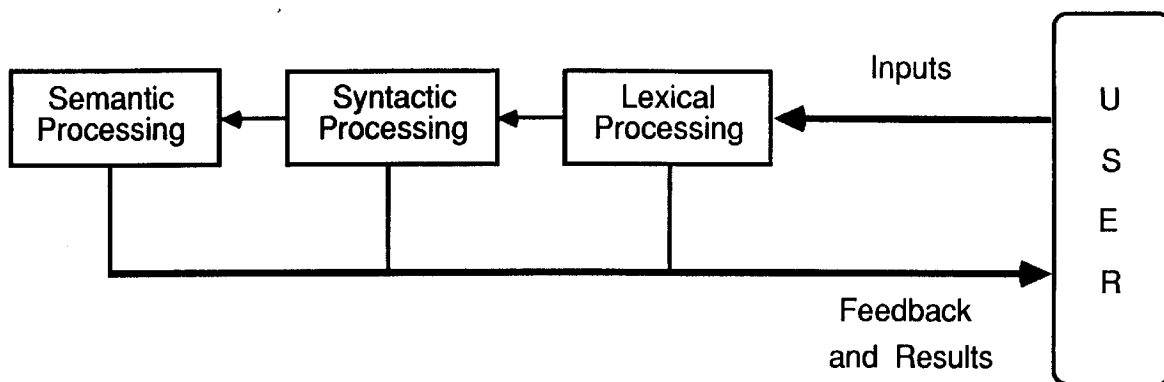 Semantic
Processing
Syntactic
Processing
Lexical
Processing
Inputs
U
S
E
R
Feedback
and Results